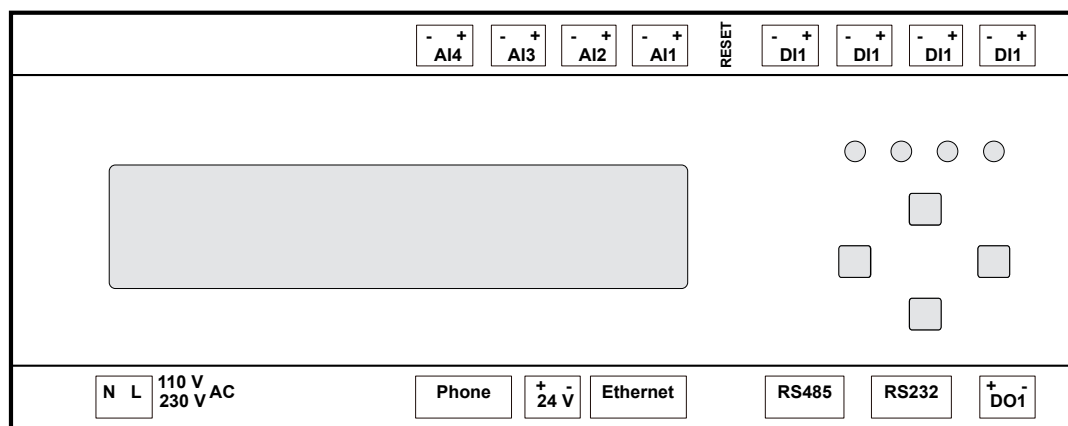 - + - + - + - + RESET - + - + - + - +
AI4 AI3 AI2 AI1 DI1 DI1 DI1 DI1
N L 110 V AC Phone + - Ethernet RS485 RS232 + -
230 V 24 V DO1